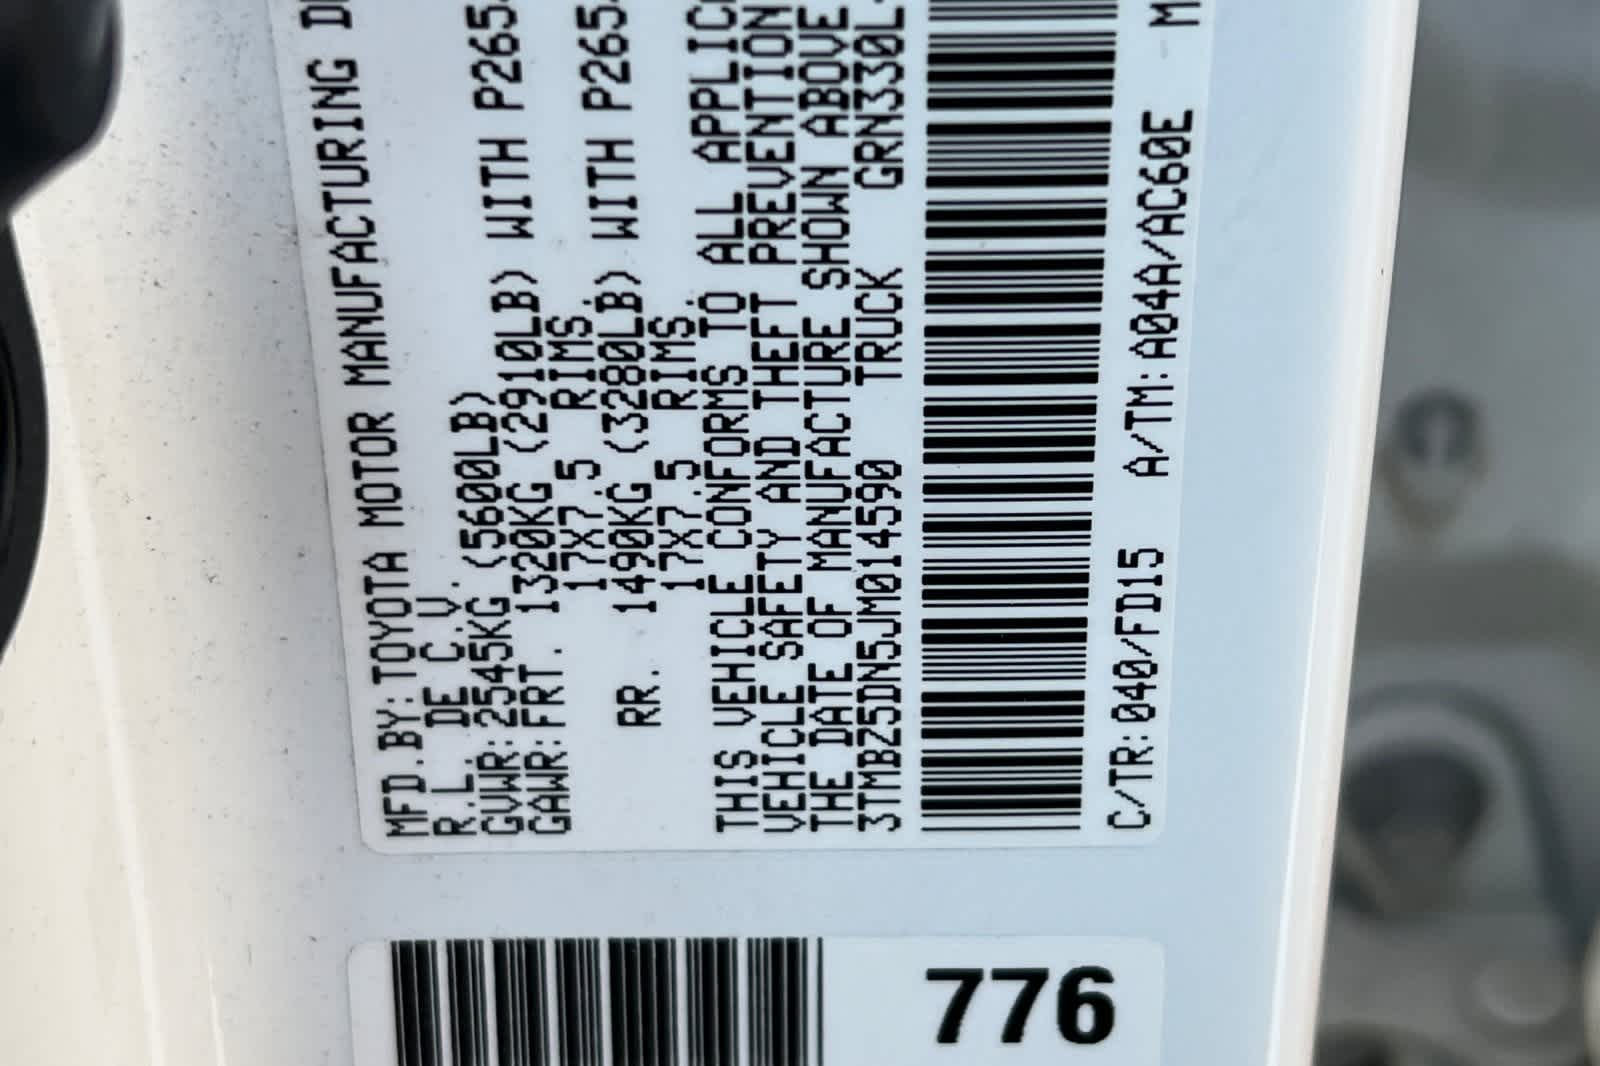 MFD.BY:TOYOTA MOTOR MANUFACTURING D
R.L. DE C.V.
GVWR:2545KG (5600LB)
GAWR:FRT. 1320KG (2910LB) WITH P265
17X7.5 RIMS.
RR. 1490KG (3280LB) WITH P265
17X7.5 RIMS.
THIS VEHICLE CONFORMS TO ALL APPLIC
VEHICLE SAFETY AND THEFT PREVENTION
THE DATE OF MANUFACTURE SHOWN ABOVE
3TMBZ5DN5JM014590 TRUCK GRN330L-
C/TR:040/FD15 A/TM:A04A/AC60E M
776